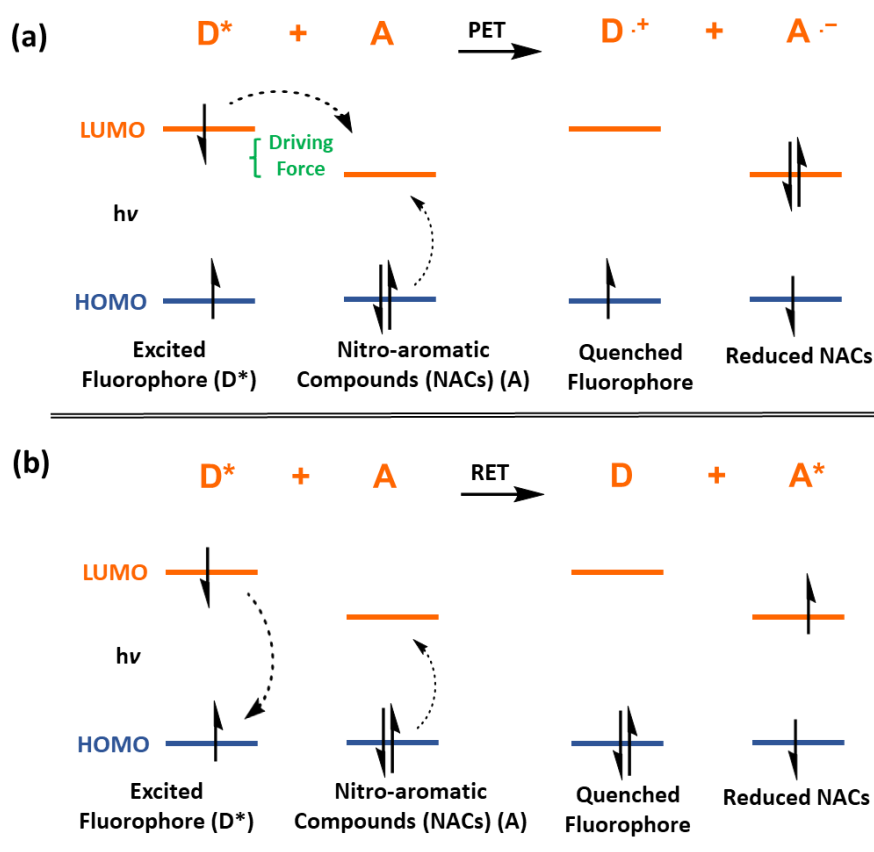 (a)
D* + A PET D·+ + A·−
LUMO
Driving
Force
hν
HOMO
Excited
Fluorophore (D*)
Nitro-aromatic
Compounds (NACs) (A)
Quenched
Fluorophore
Reduced NACs
(b)
D* + A RET D + A*
LUMO
hν
HOMO
Excited
Fluorophore (D*)
Nitro-aromatic
Compounds (NACs) (A)
Quenched
Fluorophore
Reduced NACs